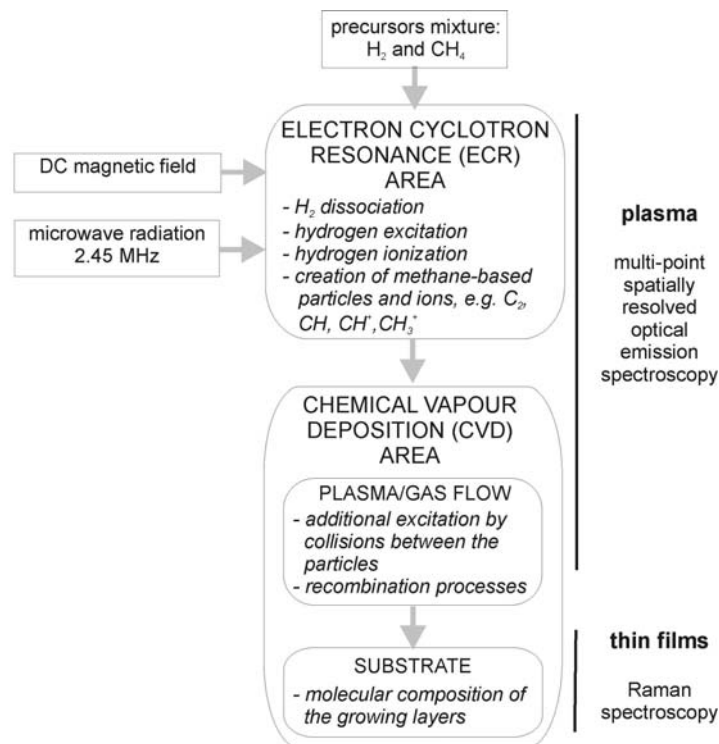 precursors mixture:
H₂ and CH₄
ELECTRON CYCLOTRON
RESONANCE (ECR)
AREA
- H₂ dissociation
- hydrogen excitation
- hydrogen ionization
- creation of methane-based
particles and ions, e.g. C₂,
CH, CH⁺,CH₃⁺
DC magnetic field
microwave radiation
2.45 MHz
plasma
multi-point
spatially
resolved
optical
emission
spectroscopy
CHEMICAL VAPOUR
DEPOSITION (CVD)
AREA
PLASMA/GAS FLOW
- additional excitation by
collisions between the
particles
- recombination processes
SUBSTRATE
- molecular composition of
the growing layers
thin films
Raman
spectroscopy